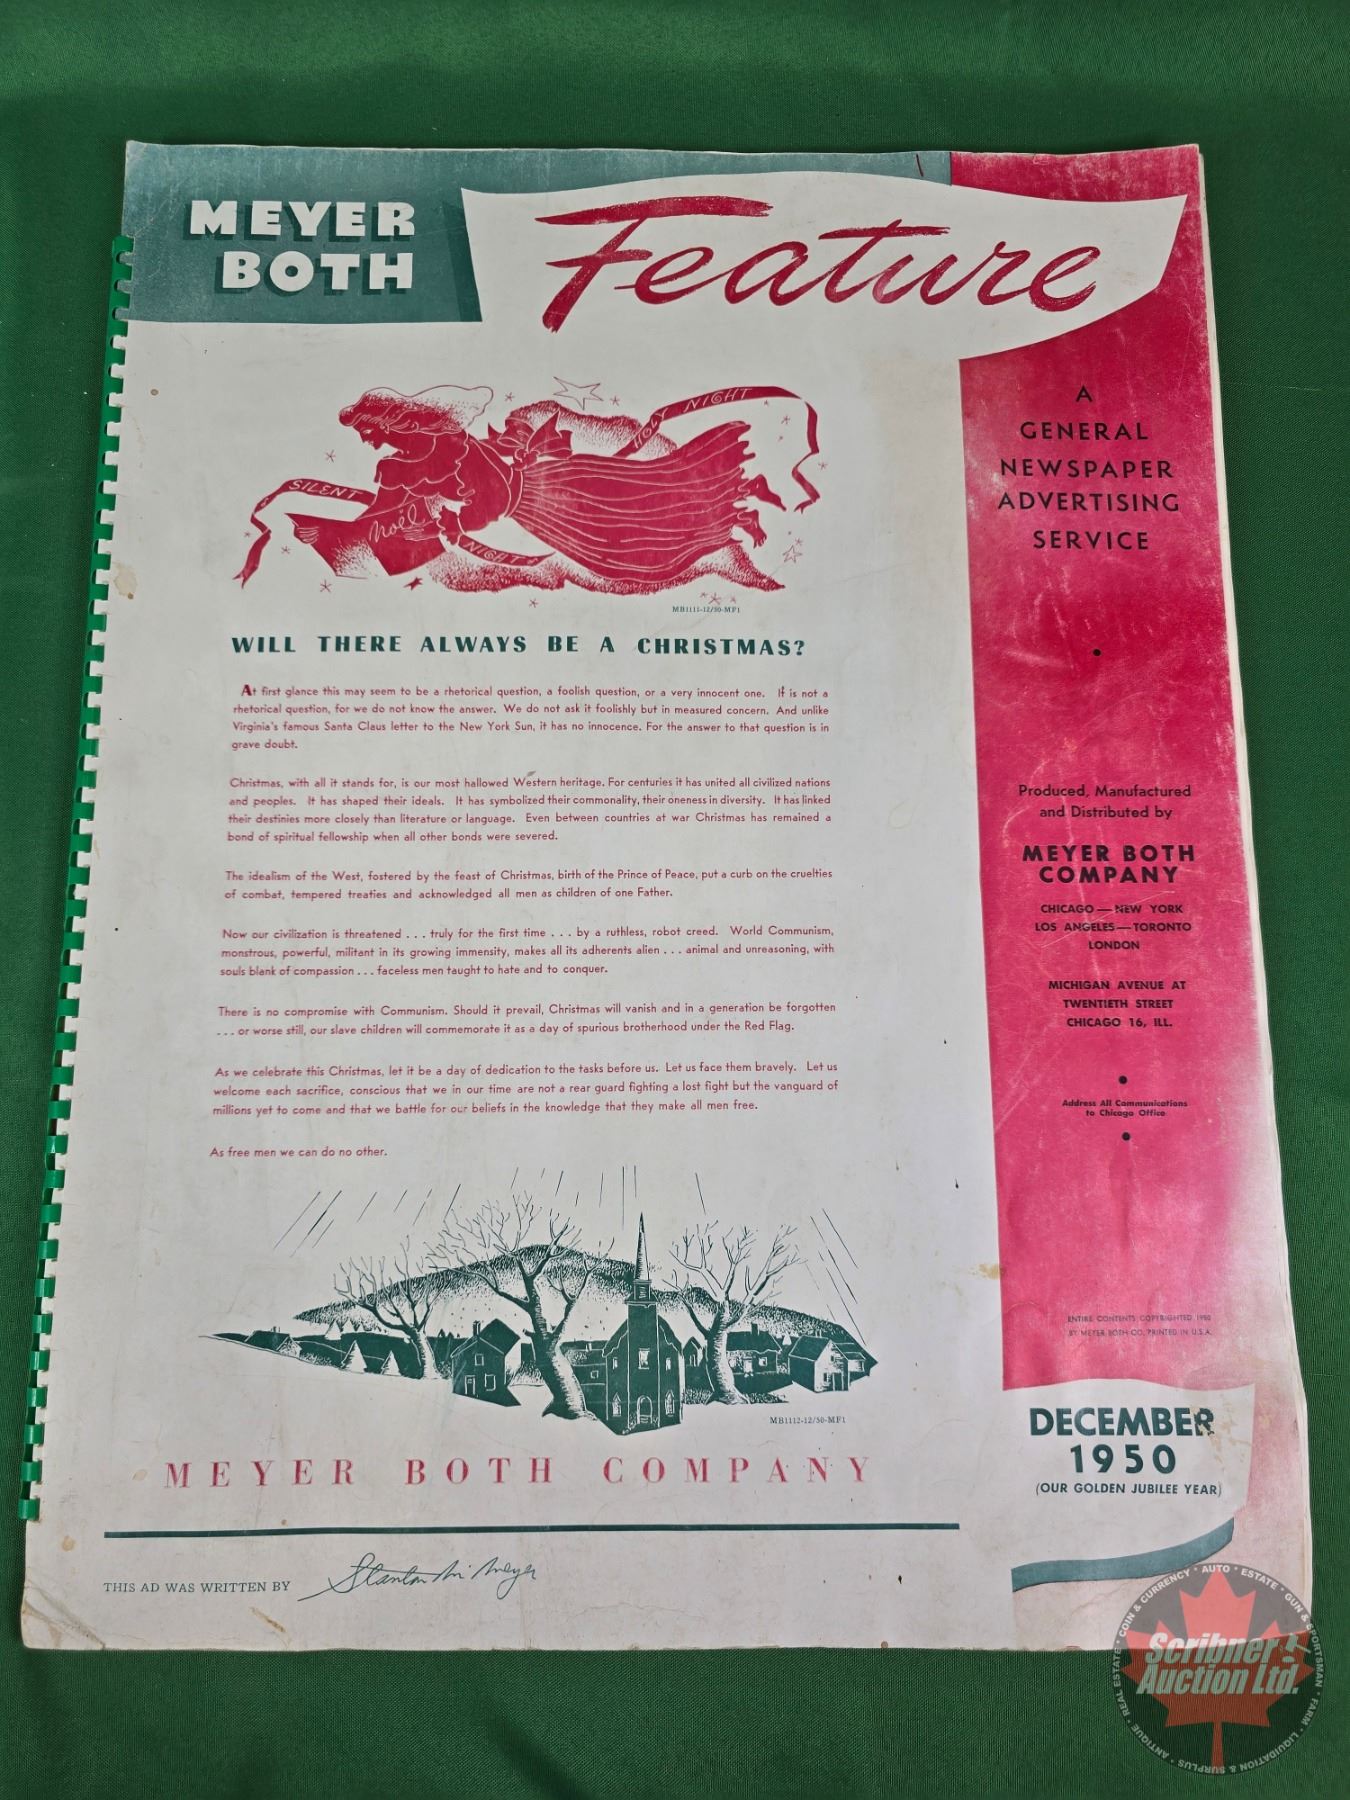 MEYER
BOTH
Feature
A
GENERAL
NEWSPAPER
ADVERTISING
SERVICE
SILENT
NIGHT
HOLY NIGHT
Noël
MB1111-12/50-MF1
WILL THERE ALWAYS BE A CHRISTMAS?
At first glance this may seem to be a rhetorical question, a foolish question, or a very innocent one. It is not a
rhetorical question, for we do not know the answer. We do not ask it foolishly but in measured concern. And unlike
Virginia's famous Santa Claus letter to the New York Sun, it has no innocence. For the answer to that question is in
grave doubt.
Christmas, with all it stands for, is our most hallowed Western heritage. For centuries it has united all civilized nations
and peoples. It has shaped their ideals. It has symbolized their commonality, their oneness in diversity. It has linked
their destinies more closely than literature or language. Even between countries at war Christmas has remained a
bond of spiritual fellowship when all other bonds were severed.
The idealism of the West, fostered by the feast of Christmas, birth of the Prince of Peace, put a curb on the cruelties
of combat, tempered treaties and acknowledged all men as children of one Father.
Now our civilization is threatened . . . truly for the first time . . . by a ruthless, robot creed. World Communism,
monstrous, powerful, militant in its growing immensity, makes all its adherents alien . . . animal and unreasoning, with
souls blank of compassion . . . faceless men taught to hate and to conquer.
There is no compromise with Communism. Should it prevail, Christmas will vanish and in a generation be forgotten
. . . or worse still, our slave children will commemorate it as a day of spurious brotherhood under the Red Flag.
As we celebrate this Christmas, let it be a day of dedication to the tasks before us. Let us face them bravely. Let us
welcome each sacrifice, conscious that we in our time are not a rear guard fighting a lost fight but the vanguard of
millions yet to come and that we battle for our beliefs in the knowledge that they make all men free.
As free men we can do no other.
MB1112-12/50-MF1
MEYER BOTH COMPANY
THIS AD WAS WRITTEN BY
Produced, Manufactured
and Distributed by
MEYER BOTH
COMPANY
CHICAGO — NEW YORK
LOS ANGELES — TORONTO
LONDON
MICHIGAN AVENUE AT
TWENTIETH STREET
CHICAGO 16, ILL.
Address All Communications
to Chicago Office
ENTIRE CONTENTS COPYRIGHTED 1950
BY MEYER BOTH CO. PRINTED IN U.S.A.
DECEMBER
1950
(OUR GOLDEN JUBILEE YEAR)
Scribner
Auction Ltd.
REAL ESTATE · COIN & CURRENCY · AUTO · ESTATE · GUN & SPORTSMAN · FARM · LIQUIDATION & SURPLUS · ANTIQUE